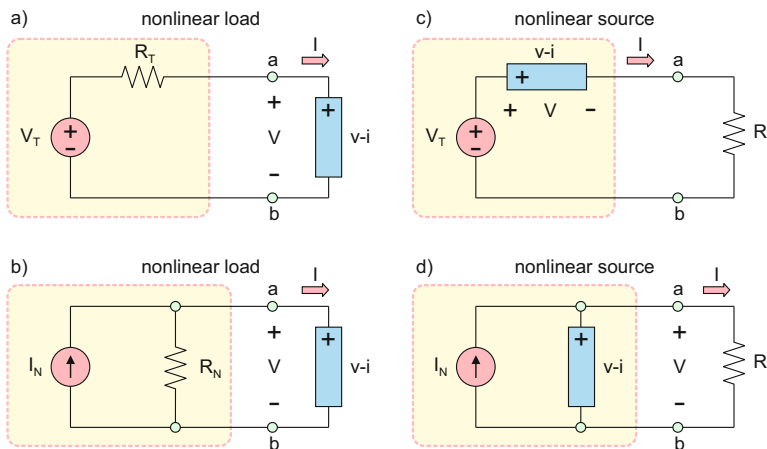 a) nonlinear load
R_T
a
I
+
V
−
v-i
+
V_T
+
−
b
c) nonlinear source
v-i
I
a
+
+ V −
V_T
+
−
R
b
b) nonlinear load
a
I
+
V
−
v-i
+
I_N
R_N
b
d) nonlinear source
a
I
+
v-i
+
V
−
I_N
R
b